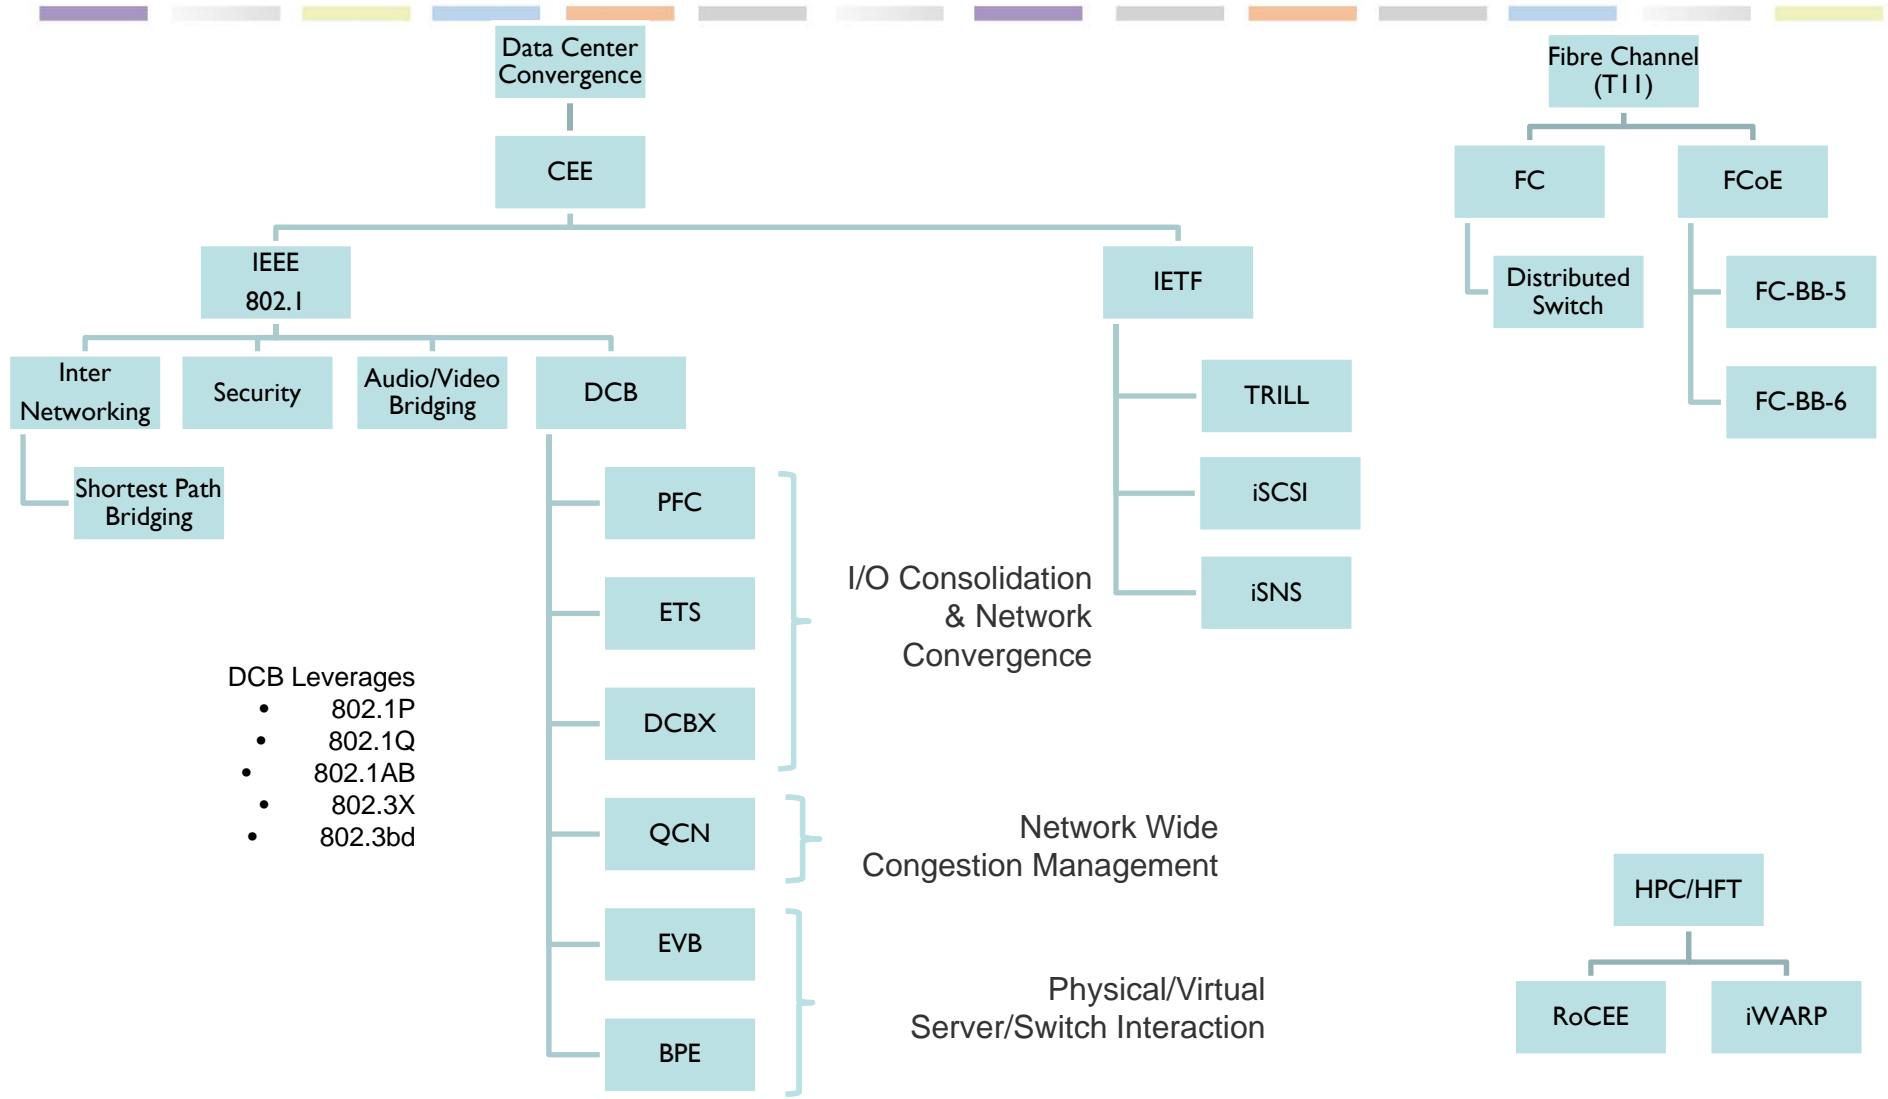 Data Center
Convergence
CEE
IEEE
802.1
IETF
Inter
Networking
Security
Audio/Video
Bridging
DCB
Shortest Path
Bridging
PFC
ETS
DCBX
QCN
EVB
BPE
TRILL
iSCSI
iSNS
I/O Consolidation
& Network
Convergence
Network Wide
Congestion Management
Physical/Virtual
Server/Switch Interaction
DCB Leverages
• 802.1P
• 802.1Q
• 802.1AB
• 802.3X
• 802.3bd
Fibre Channel
(T11)
FC
FCoE
Distributed
Switch
FC-BB-5
FC-BB-6
HPC/HFT
RoCEE
iWARP